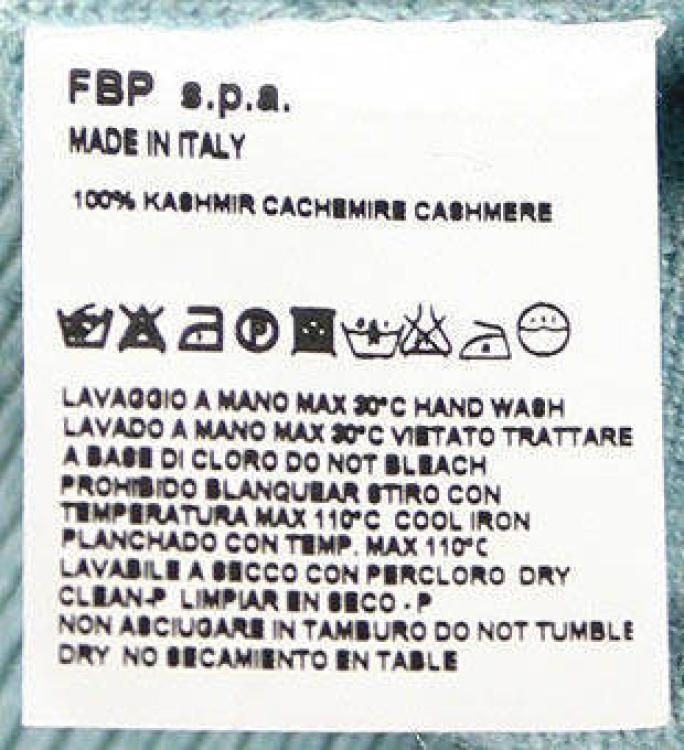 FBP s.p.a.
MADE IN ITALY
100% KASHMIR CACHEMIRE CASHMERE
P
LAVAGGIO A MANO MAX 30°C HAND WASH
LAVADO A MANO MAX 30°C VIETATO TRATTARE
A BASE DI CLORO DO NOT BLEACH
PROHIBIDO BLANQUEAR STIRO CON
TEMPERATURA MAX 110°C COOL IRON
PLANCHADO CON TEMP. MAX 110°C
LAVABILE A SECCO CON PERCLORO DRY
CLEAN-P LIMPIAR EN SECO - P
NON ASCIUGARE IN TAMBURO DO NOT TUMBLE
DRY NO SECAMIENTO EN TABLE